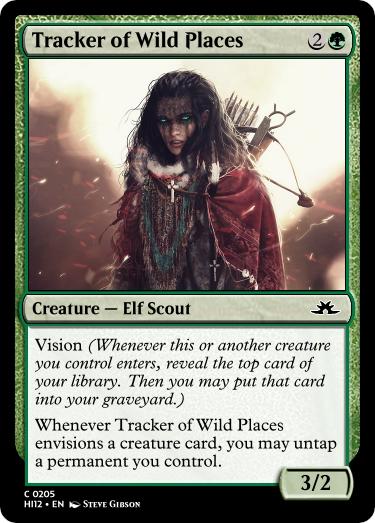 Tracker of Wild Places 2
Creature — Elf Scout
Vision (Whenever this or another creature
you control enters, reveal the top card of
your library. Then you may put that card
into your graveyard.)
Whenever Tracker of Wild Places
envisions a creature card, you may untap
a permanent you control.
3/2
C 0205
HI12 • EN Steve Gibson